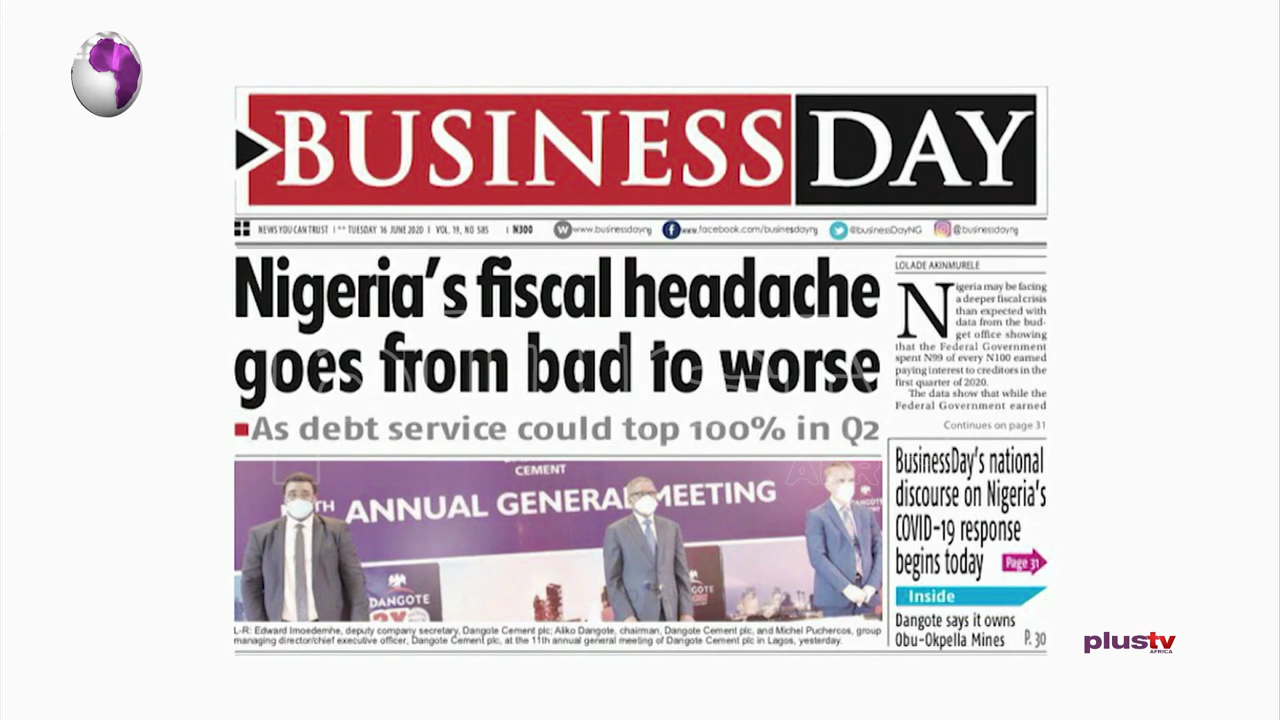 BUSINESS DAY
NEWS YOU CAN TRUST I ** TUESDAY 16 JUNE 2020 I VOL. 19, NO 585 I N300
www.businessdayng
www.facebook.com/businesdayng
@businessDayNG
@businessdayng
Nigeria's fiscal headache
goes from bad to worse
As debt service could top 100% in Q2
LOLADE AKINMURELE
Nigeria may be facing
a deeper fiscal crisis
than expected with
data from the bud-
get office showing
that the Federal Government
spent N99 of every N100 earned
paying interest to creditors in the
first quarter of 2020.
The data show that while the
Federal Government earned
Continues on page 31
CEMENT
TH ANNUAL GENERAL MEETING
DANGOTE
DANGOTE
L-R: Edward Imoedemhe, deputy company secretary, Dangote Cement plc; Aliko Dangote, chairman, Dangote Cement plc, and Michel Puchercos, group
managing director/chief executive officer, Dangote Cement plc, at the 11th annual general meeting of Dangote Cement plc in Lagos, yesterday.
BusinessDay's national
discourse on Nigeria's
COVID-19 response
begins today
Page 31
Inside
Dangote says it owns
Obu-Okpella Mines P. 30
plustv
AFRICA